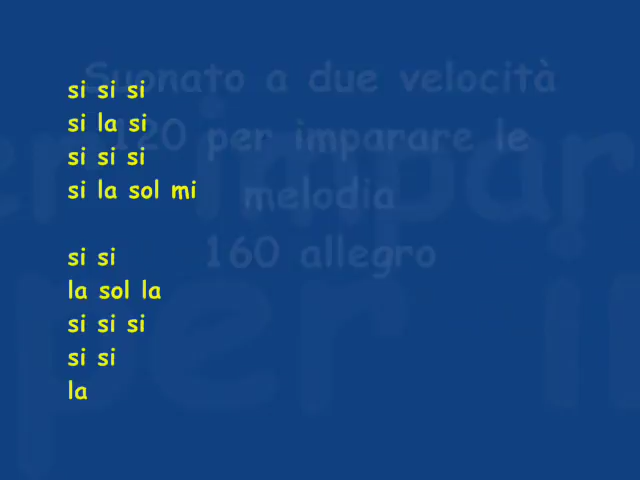 si si si
si la si
si si si
si la sol mi
si si
la sol la
si si si
si si
la
Suonato a due velocità
120 per imparare le
melodia
160 allegro